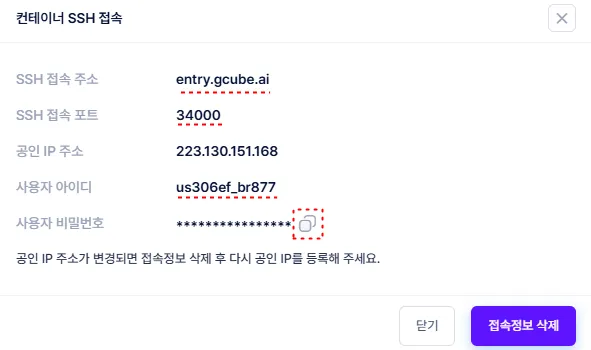 컨테이너 SSH 접속
SSH 접속 주소 entry.gcube.ai
SSH 접속 포트 34000
공인 IP 주소 223.130.151.168
사용자 아이디 us306ef_br877
사용자 비밀번호 ****************
공인 IP 주소가 변경되면 접속정보 삭제 후 다시 공인 IP를 등록해 주세요.
닫기 접속정보 삭제